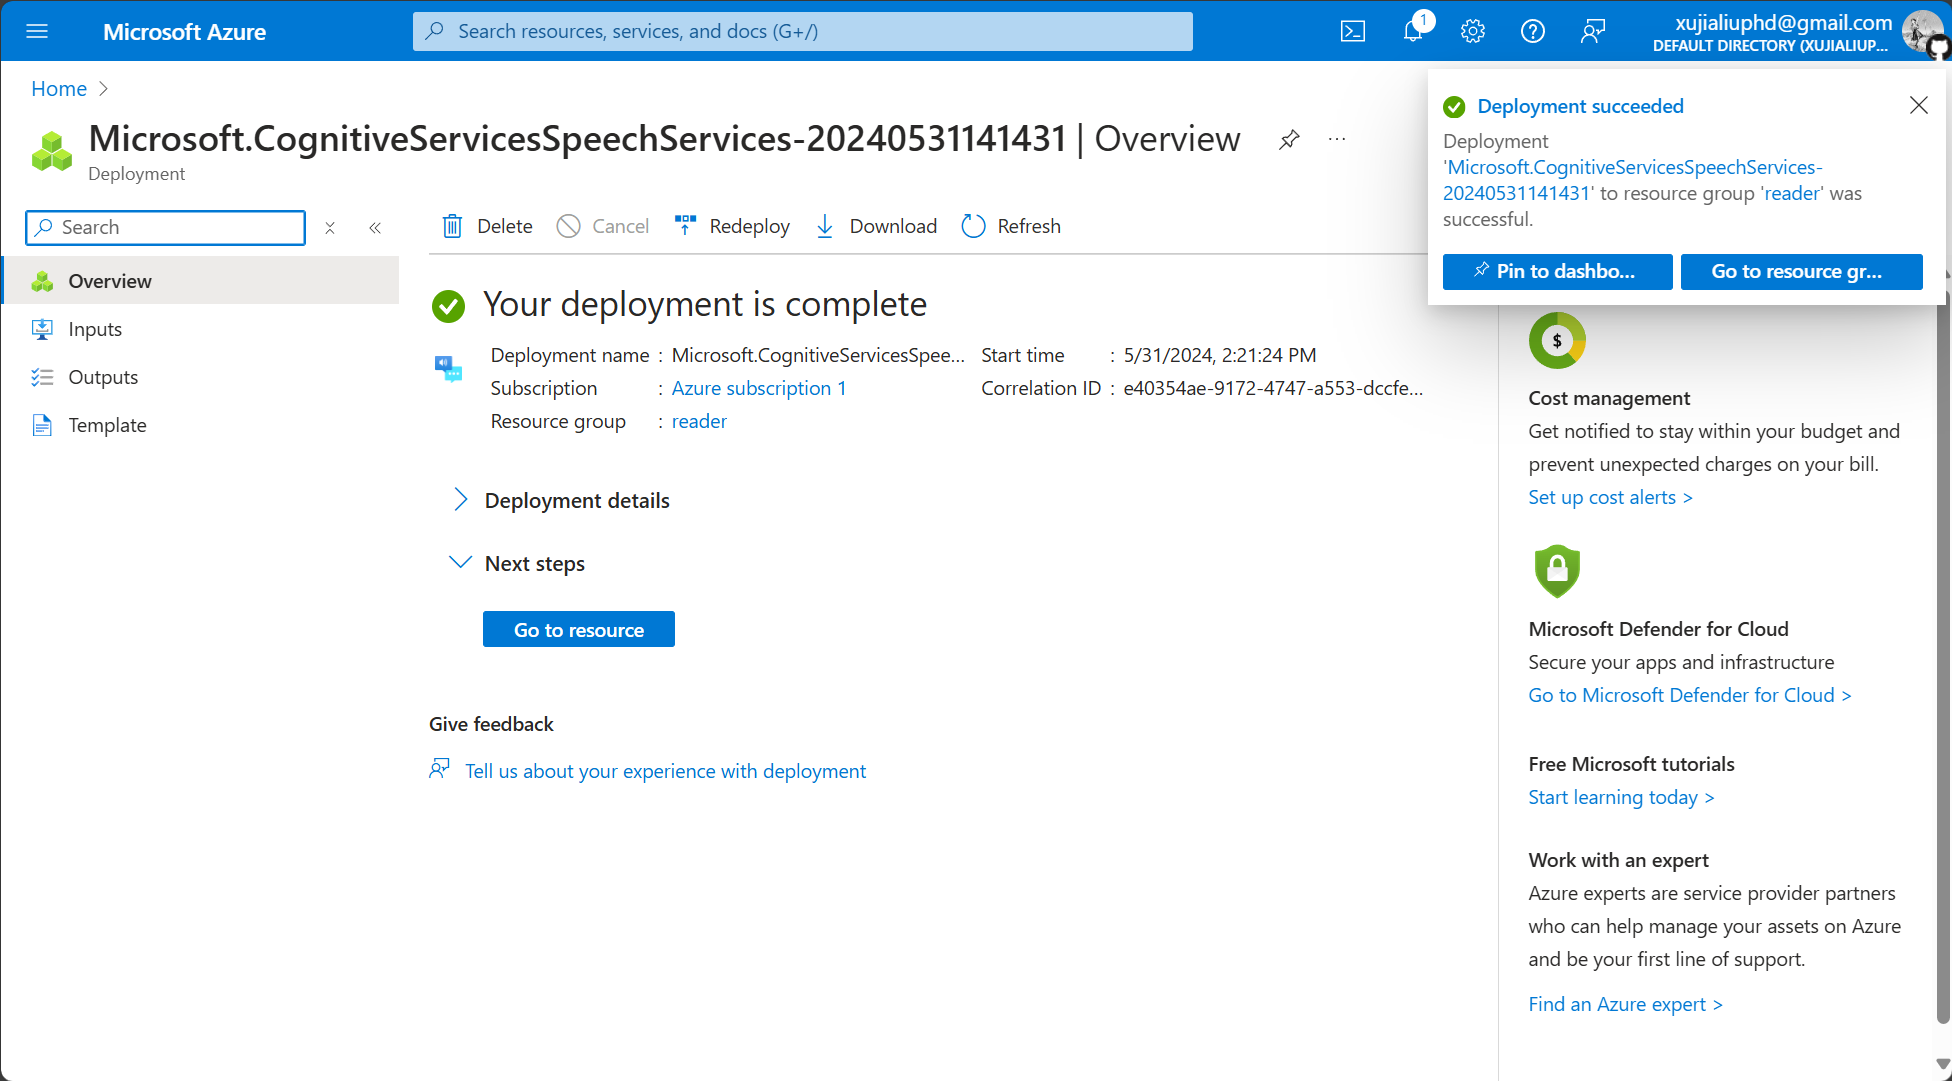 Microsoft Azure
Search resources, services, and docs (G+/)
1
xujialiuphd@gmail.com
DEFAULT DIRECTORY (XUJIALIUP...
Home
Microsoft.CognitiveServicesSpeechServices-20240531141431 | Overview
...
Deployment
Search
Overview
Inputs
Outputs
Template
Delete
Cancel
Redeploy
Download
Refresh
Your deployment is complete
Deployment name : Microsoft.CognitiveServicesSpee...
Subscription : Azure subscription 1
Resource group : reader
Start time : 5/31/2024, 2:21:24 PM
Correlation ID : e40354ae-9172-4747-a553-dccfe...
Deployment details
Next steps
Go to resource
Give feedback
Tell us about your experience with deployment
Deployment succeeded
Deployment
'Microsoft.CognitiveServicesSpeechServices-
20240531141431' to resource group 'reader' was
successful.
Pin to dashbo...
Go to resource gr...
$
Cost management
Get notified to stay within your budget and
prevent unexpected charges on your bill.
Set up cost alerts >
Microsoft Defender for Cloud
Secure your apps and infrastructure
Go to Microsoft Defender for Cloud >
Free Microsoft tutorials
Start learning today >
Work with an expert
Azure experts are service provider partners
who can help manage your assets on Azure
and be your first line of support.
Find an Azure expert >